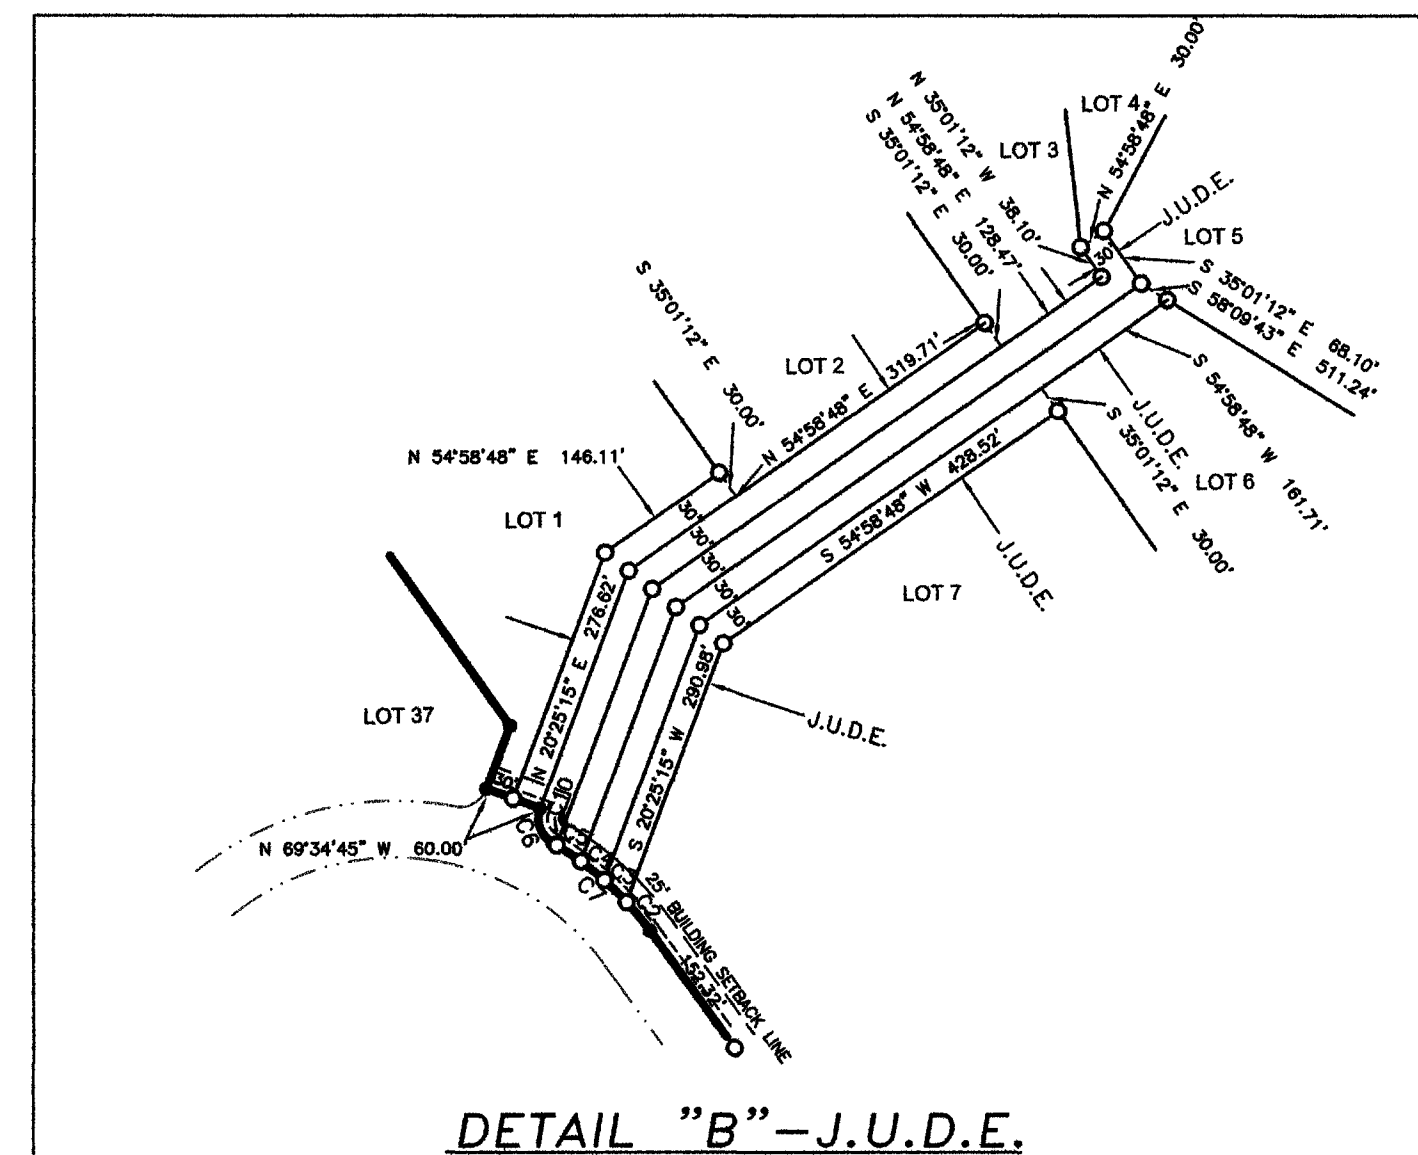 N 54°58'48" E 30.00'
LOT 4
N 35°01'12" W 38.10'
N 54°58'48" E 128.47'
S 35°01'12" E 30.00'
LOT 3
J.U.D.E.
30'
LOT 5
S 35°01'12" E 68.10'
S 58°09'43" E 511.24'
S 35°01'12" E 30.00'
LOT 2
N 54°58'48" E 319.71'
S 54°58'48" W 161.71'
J.U.D.E.
S 35°01'12" E 30.00'
N 54°58'48" E 146.11'
LOT 6
LOT 1
30'
30'
30'
30'
30'
S 54°58'48" W 428.52'
J.U.D.E.
LOT 7
N 20°25'15" E 276.62'
S 20°25'15" W 290.98'
LOT 37
J.U.D.E.
C10
C6
N 69°34'45" W 60.00'
C7
C3
C2
25' BUILDING SETBACK LINE
152.32'
DETAIL "B"-J.U.D.E.